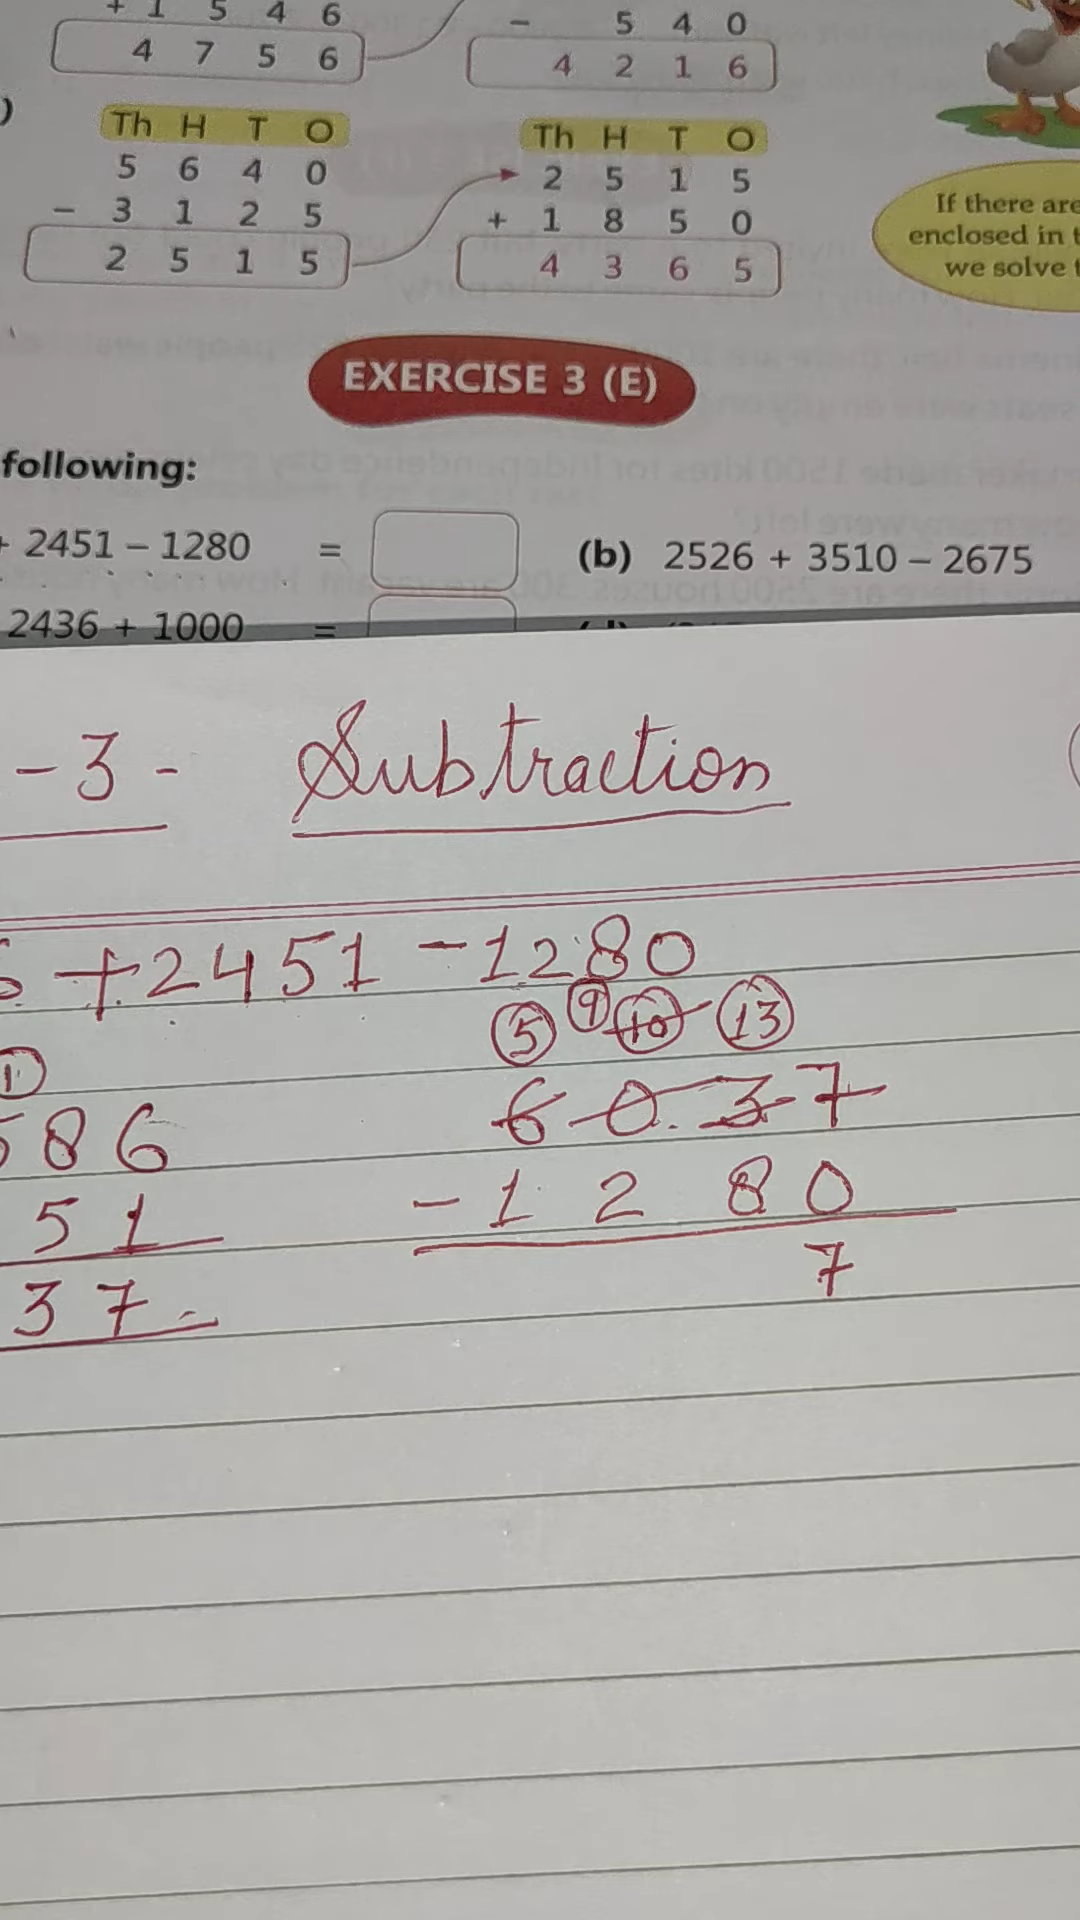 + 1 5 4 6
4 7 5 6
- 5 4 0
4 2 1 6
)
Th H T O
5 6 4 0
- 3 1 2 5
2 5 1 5
Th H T O
2 5 1 5
+ 1 8 5 0
4 3 6 5
If there are
enclosed in t
we solve t
EXERCISE 3 (E)
following:
+ 2451 – 1280 =
(b) 2526 + 3510 – 2675
2436 + 1000 =
- 3 - Subtraction
6 + 2451 - 1280
1
5 8 6
5 1
3 7
5 9 10 13
6 0 3 7
- 1 2 8 0
7